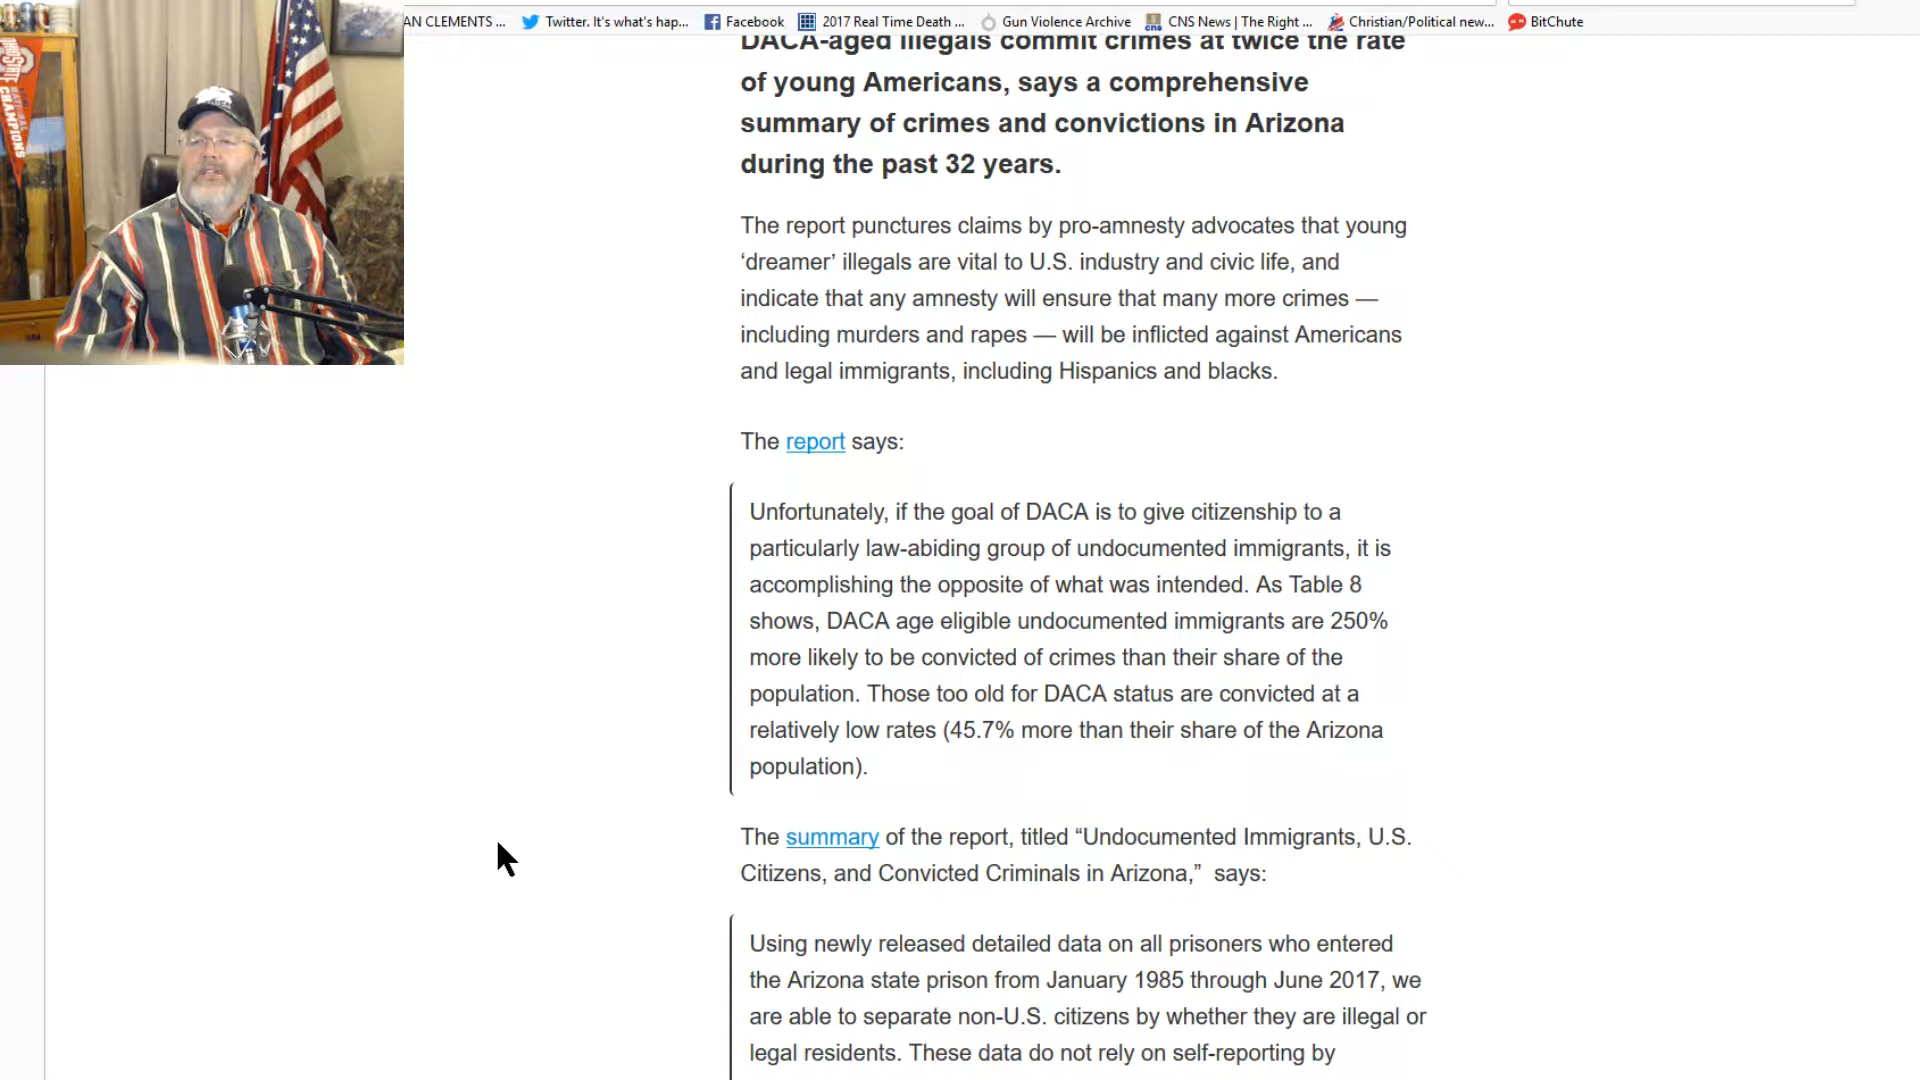 AN CLEMENTS ...
Twitter. It's what's hap...
Facebook
2017 Real Time Death ...
Gun Violence Archive
CNS News | The Right ...
Christian/Political new...
BitChute
DACA-aged illegals commit crimes at twice the rate
of young Americans, says a comprehensive
summary of crimes and convictions in Arizona
during the past 32 years.
The report punctures claims by pro-amnesty advocates that young
‘dreamer’ illegals are vital to U.S. industry and civic life, and
indicate that any amnesty will ensure that many more crimes —
including murders and rapes — will be inflicted against Americans
and legal immigrants, including Hispanics and blacks.
The report says:
Unfortunately, if the goal of DACA is to give citizenship to a
particularly law-abiding group of undocumented immigrants, it is
accomplishing the opposite of what was intended. As Table 8
shows, DACA age eligible undocumented immigrants are 250%
more likely to be convicted of crimes than their share of the
population. Those too old for DACA status are convicted at a
relatively low rates (45.7% more than their share of the Arizona
population).
The summary of the report, titled “Undocumented Immigrants, U.S.
Citizens, and Convicted Criminals in Arizona,”  says:
Using newly released detailed data on all prisoners who entered
the Arizona state prison from January 1985 through June 2017, we
are able to separate non-U.S. citizens by whether they are illegal or
legal residents. These data do not rely on self-reporting by
STATE
NATIONAL
CHAMPIONS